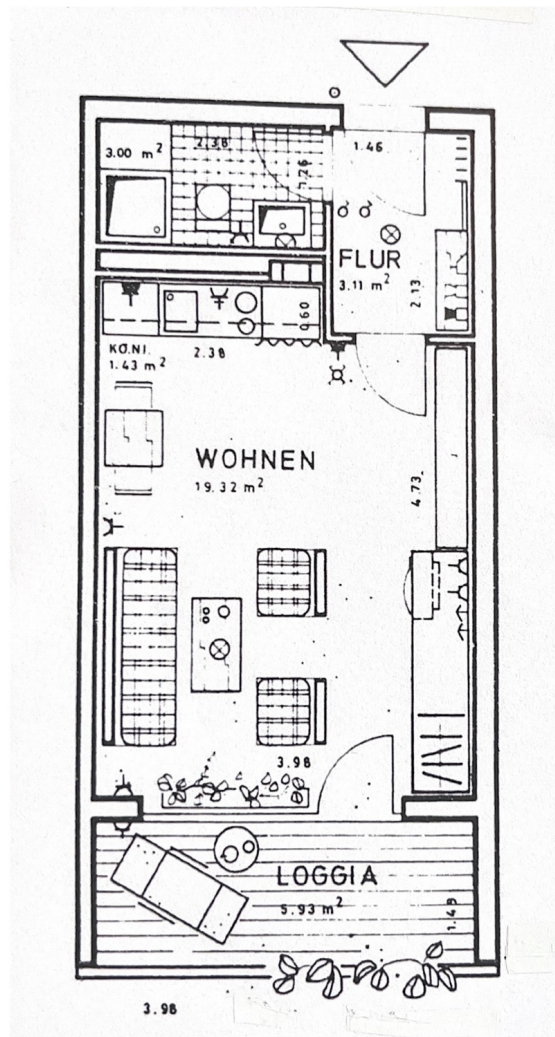 3.00 m²
2.38
1.26
1.46
FLUR
3.11 m²
2.13
0.60
KO.NI.
1.43 m²
2.38
WOHNEN
19.32 m²
4.73
3.98
LOGGIA
5.93 m²
1.49
3.98